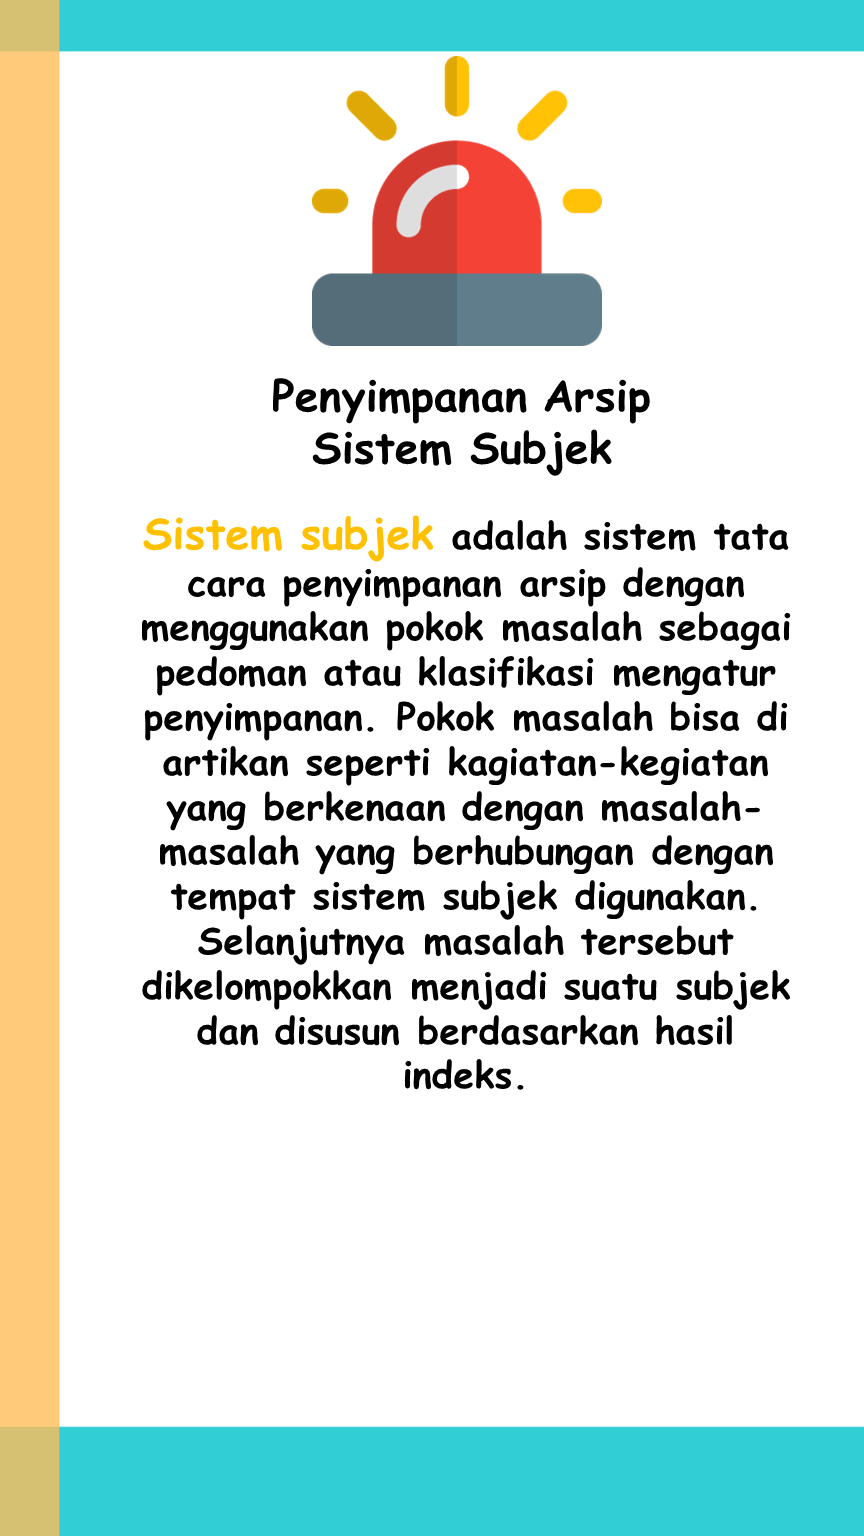 Penyimpanan Arsip
Sistem Subjek
Sistem subjek adalah sistem tata
cara penyimpanan arsip dengan
menggunakan pokok masalah sebagai
pedoman atau klasifikasi mengatur
penyimpanan. Pokok masalah bisa di
artikan seperti kagiatan-kegiatan
yang berkenaan dengan masalah-
masalah yang berhubungan dengan
tempat sistem subjek digunakan.
Selanjutnya masalah tersebut
dikelompokkan menjadi suatu subjek
dan disusun berdasarkan hasil
indeks.